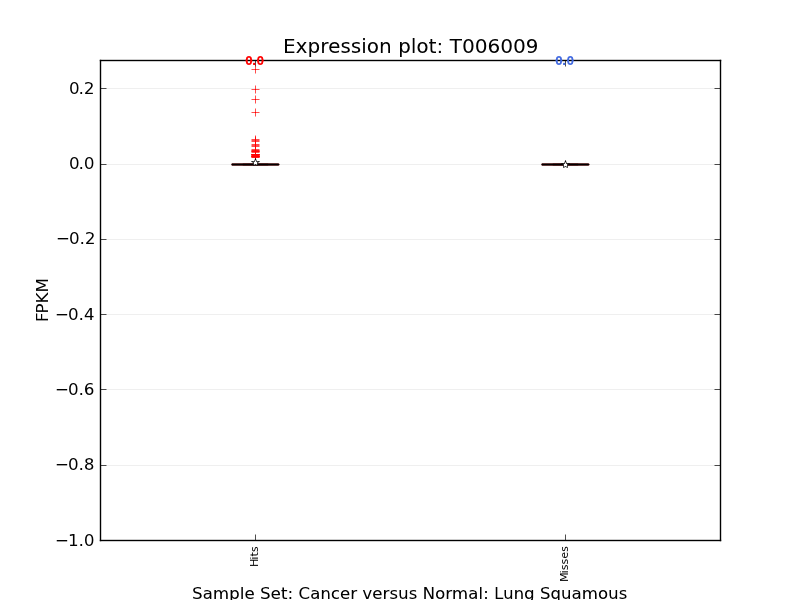 Expression plot: T006009
0.0
0.0
0.2
0.0
−0.2
−0.4
−0.6
−0.8
−1.0
FPKM
Hits
Misses
Sample Set: Cancer versus Normal: Lung Squamous